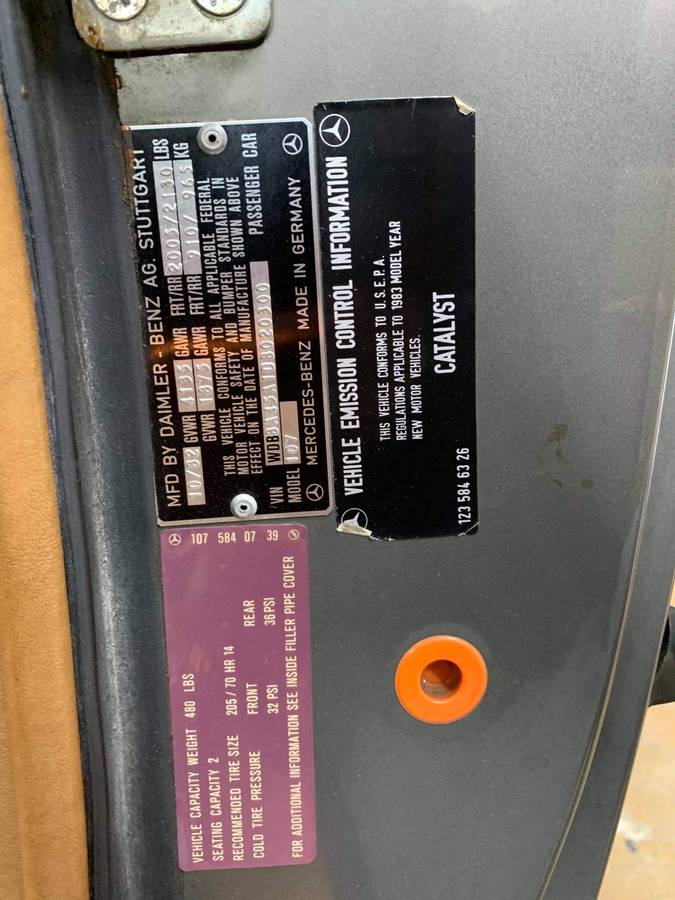 MFD BY DAIMLER - BENZ AG. STUTTGART
10/82 GVWR 4135 GAWR FRT/RR 2003/2130 LBS
GVWR 1875 GAWR FRT/RR 910/ 965 KG
THIS VEHICLE CONFORMS TO ALL APPLICABLE FEDERAL
MOTOR VEHICLE SAFETY AND BUMPER STANDARDS IN
EFFECT ON THE DATE OF MANUFACTURE SHOWN ABOVE
VIN WDBBA45A1DB020300 PASSENGER CAR
MODEL 107
MERCEDES-BENZ MADE IN GERMANY
VEHICLE EMISSION CONTROL INFORMATION
THIS VEHICLE CONFORMS TO U.S.E.P.A.
REGULATIONS APPLICABLE TO 1983 MODEL YEAR
NEW MOTOR VEHICLES.
CATALYST
123 584 63 26
107 584 07 39
VEHICLE CAPACITY WEIGHT 480 LBS
SEATING CAPACITY 2
RECOMMENDED TIRE SIZE 205/70 HR 14
COLD TIRE PRESSURE FRONT REAR
32 PSI 36 PSI
FOR ADDITIONAL INFORMATION SEE INSIDE FILLER PIPE COVER